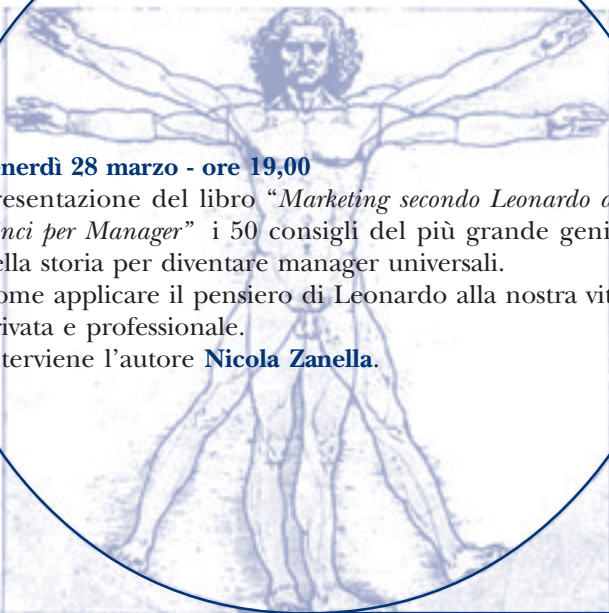 enerdì 28 marzo - ore 19,00
resentazione del libro “Marketing secondo Leonardo d
inci per Manager” i 50 consigli del più grande geni
ella storia per diventare manager universali.
ome applicare il pensiero di Leonardo alla nostra vit
rivata e professionale.
terviene l’autore Nicola Zanella.